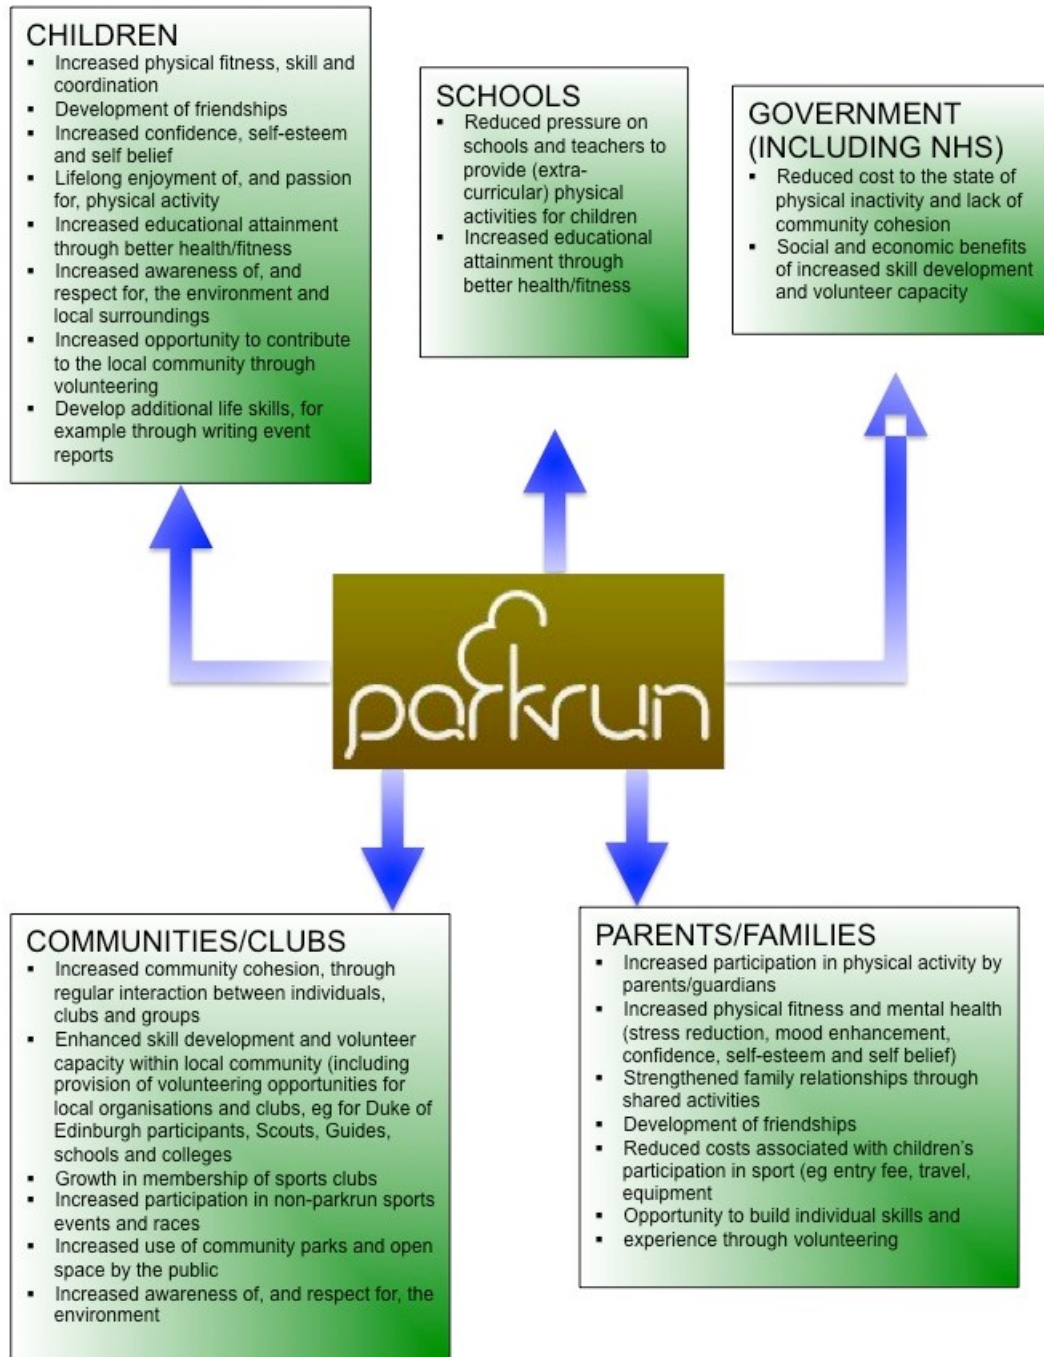 CHILDREN
▪ Increased physical fitness, skill and
coordination
▪ Development of friendships
▪ Increased confidence, self-esteem
and self belief
▪ Lifelong enjoyment of, and passion
for, physical activity
▪ Increased educational attainment
through better health/fitness
▪ Increased awareness of, and
respect for, the environment and
local surroundings
▪ Increased opportunity to contribute
to the local community through
volunteering
▪ Develop additional life skills, for
example through writing event
reports
SCHOOLS
▪ Reduced pressure on
schools and teachers to
provide (extra-
curricular) physical
activities for children
▪ Increased educational
attainment through
better health/fitness
GOVERNMENT
(INCLUDING NHS)
▪ Reduced cost to the state of
physical inactivity and lack of
community cohesion
▪ Social and economic benefits
of increased skill development
and volunteer capacity
parkrun
COMMUNITIES/CLUBS
▪ Increased community cohesion, through
regular interaction between individuals,
clubs and groups
▪ Enhanced skill development and volunteer
capacity within local community (including
provision of volunteering opportunities for
local organisations and clubs, eg for Duke of
Edinburgh participants, Scouts, Guides,
schools and colleges
▪ Growth in membership of sports clubs
▪ Increased participation in non-parkrun sports
events and races
▪ Increased use of community parks and open
space by the public
▪ Increased awareness of, and respect for, the
environment
PARENTS/FAMILIES
▪ Increased participation in physical activity by
parents/guardians
▪ Increased physical fitness and mental health
(stress reduction, mood enhancement,
confidence, self-esteem and self belief)
▪ Strengthened family relationships through
shared activities
▪ Development of friendships
▪ Reduced costs associated with children's
participation in sport (eg entry fee, travel,
equipment
▪ Opportunity to build individual skills and
▪ experience through volunteering